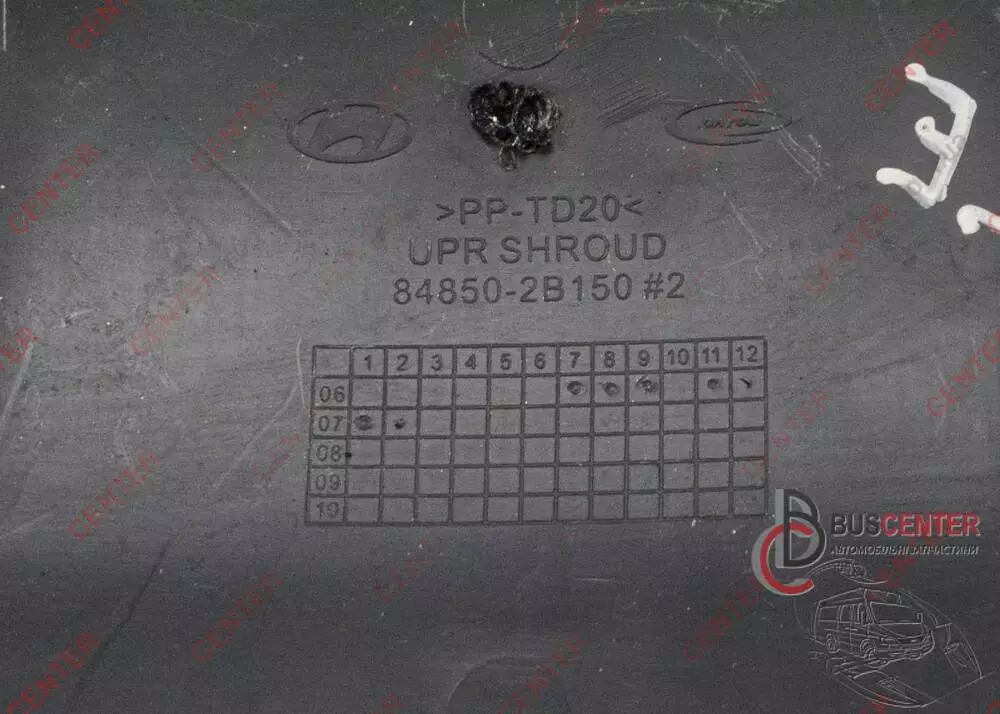 >PP-TD20<
UPR SHROUD
84850-2B150 #2
1 2 3 4 5 6 7 8 9 10 11 12
06
07
08
09
10
BUSCENTER
АВТОМОБІЛЬНІ ЗАПЧАСТИНИ
CENTER